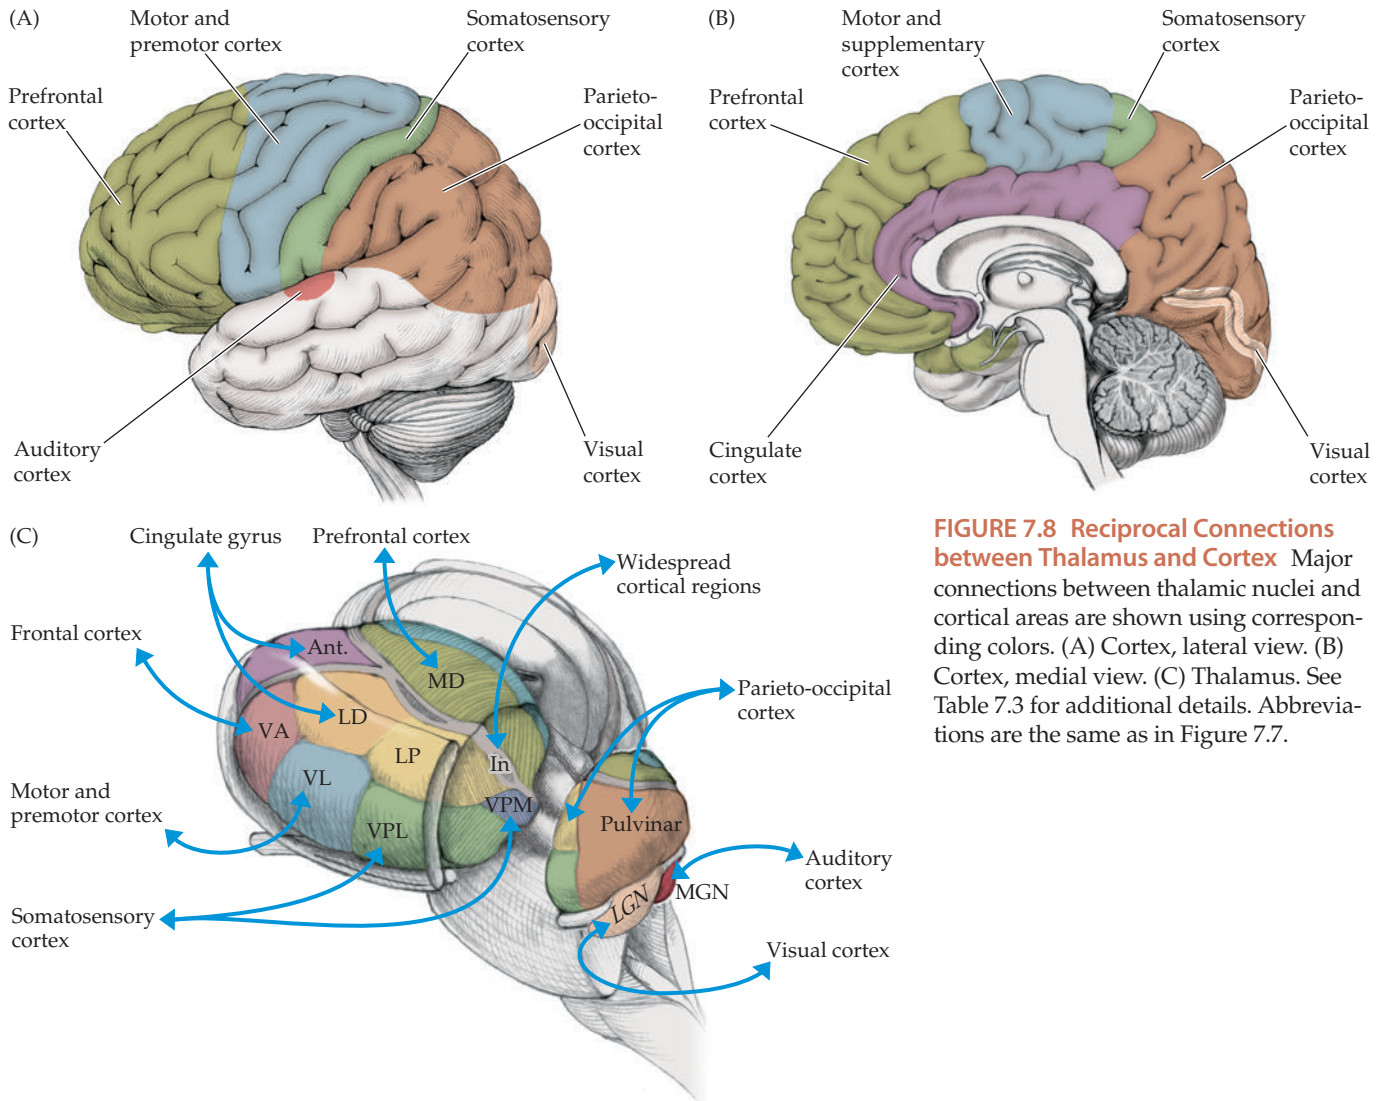 (A)
Motor and
premotor cortex
Somatosensory
cortex
Prefrontal
cortex
Parieto-
occipital
cortex
Auditory
cortex
Visual
cortex
(B)
Motor and
supplementary
cortex
Somatosensory
cortex
Prefrontal
cortex
Parieto-
occipital
cortex
Cingulate
cortex
Visual
cortex
(C)
Cingulate gyrus
Prefrontal cortex
Widespread
cortical regions
Frontal cortex
Ant.
MD
Parieto-occipital
cortex
LD
VA
LP
In
VL
Motor and
premotor cortex
VPM
VPL
Pulvinar
Auditory
cortex
MGN
LGN
Somatosensory
cortex
Visual cortex
FIGURE 7.8 Reciprocal Connections
between Thalamus and Cortex Major
connections between thalamic nuclei and
cortical areas are shown using correspon-
ding colors. (A) Cortex, lateral view. (B)
Cortex, medial view. (C) Thalamus. See
Table 7.3 for additional details. Abbrevia-
tions are the same as in Figure 7.7.